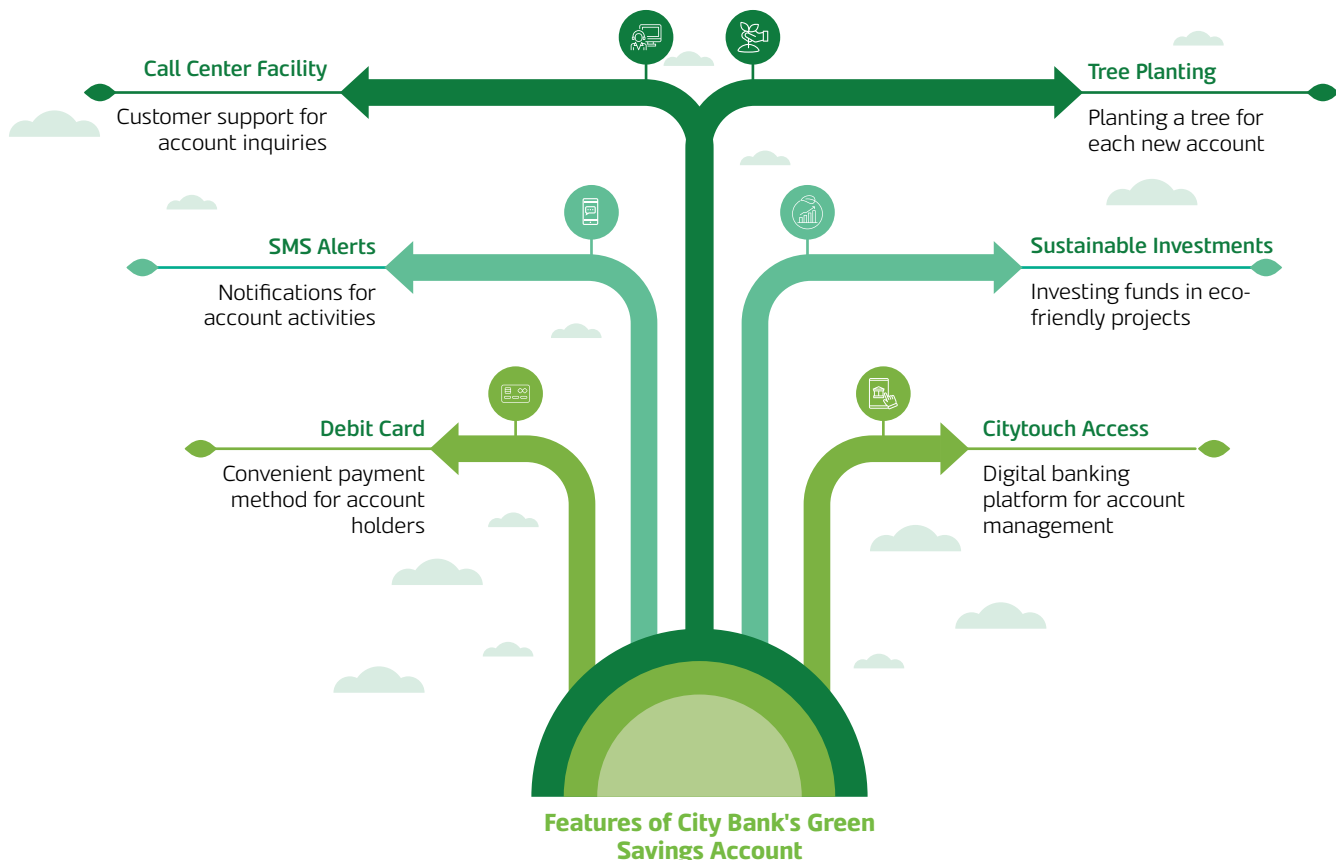 Call Center Facility
Customer support for
account inquiries
Tree Planting
Planting a tree for
each new account
SMS Alerts
Notifications for
account activities
Sustainable Investments
Investing funds in eco-
friendly projects
Debit Card
Convenient payment
method for account
holders
Citytouch Access
Digital banking
platform for account
management
Features of City Bank's Green
Savings Account